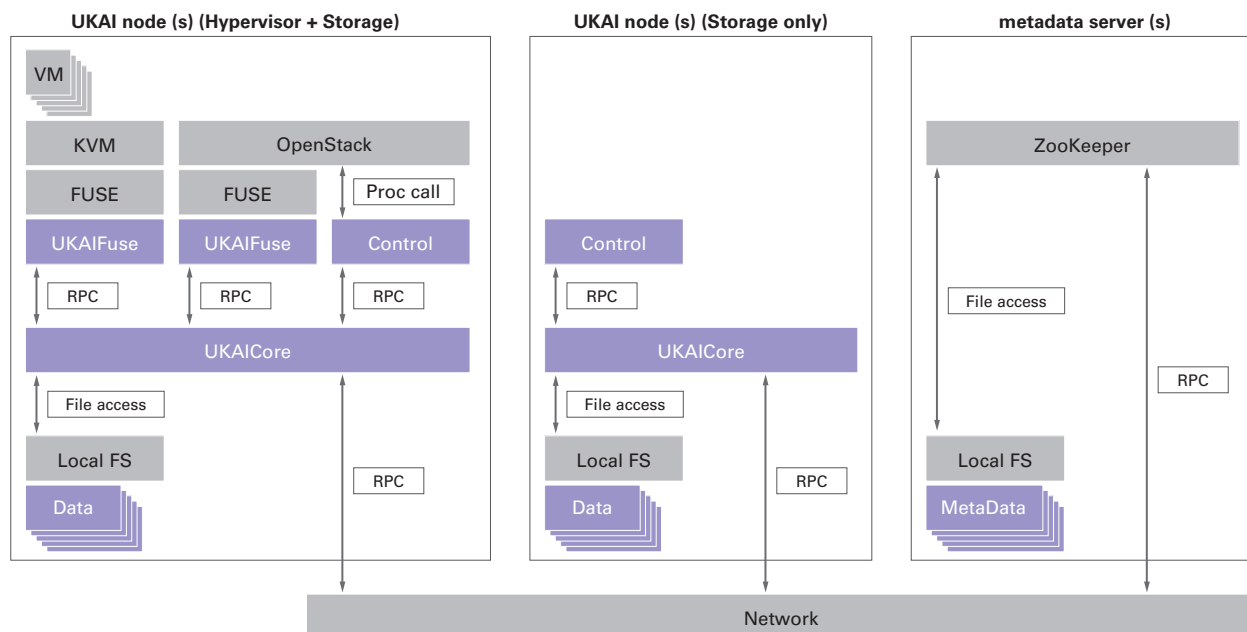 UKAI node (s) (Hypervisor + Storage)
UKAI node (s) (Storage only)
metadata server (s)
VM
KVM
OpenStack
ZooKeeper
FUSE
FUSE
Proc call
UKAIFuse
UKAIFuse
Control
Control
RPC
RPC
RPC
RPC
File access
UKAICore
UKAICore
RPC
File access
File access
Local FS
Local FS
Local FS
RPC
RPC
Data
Data
MetaData
Network